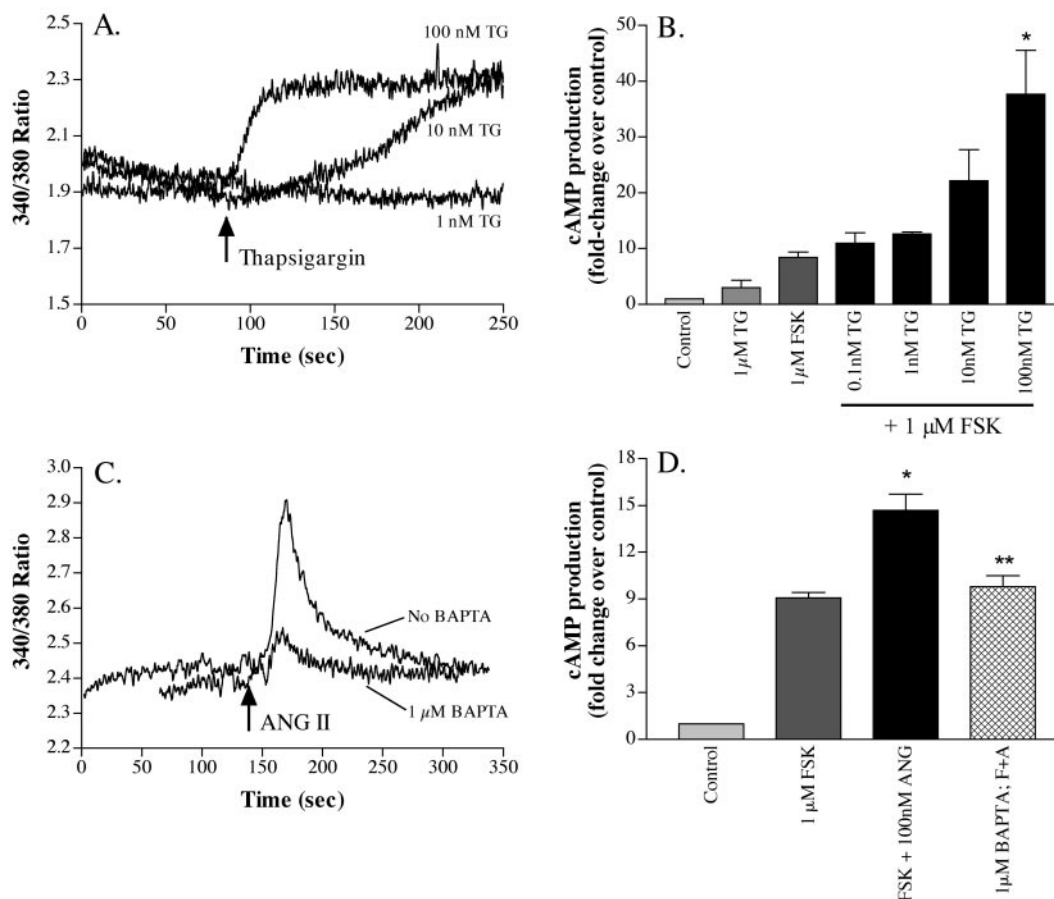 A.
340/380 Ratio
2.5
2.3
2.1
1.9
1.7
1.5
100 nM TG
10 nM TG
1 nM TG
Thapsigargin
0
50
100
150
200
250
Time (sec)
B.
cAMP production
(fold-change over control)
50
40
30
20
10
0
*
Control
1μM TG
1μM FSK
0.1nM TG
1nM TG
10nM TG
100nM TG
+ 1 μM FSK
C.
340/380 Ratio
3.0
2.9
2.8
2.7
2.6
2.5
2.4
2.3
2.2
No BAPTA
1 μM BAPTA
ANG II
0
50
100
150
200
250
300
350
Time (sec)
D.
cAMP production
(fold change over control)
18
15
12
9
6
3
0
*
**
Control
1 μM FSK
FSK + 100nM ANG
1μM BAPTA; F+A